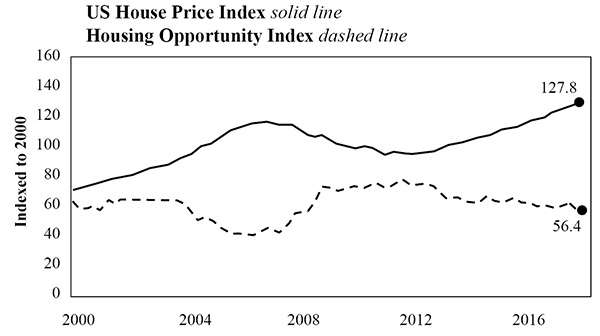 US House Price Index solid line
Housing Opportunity Index dashed line
160
140
120
100
80
60
40
20
0
Indexed to 2000
127.8
56.4
2000 2004 2008 2012 2016